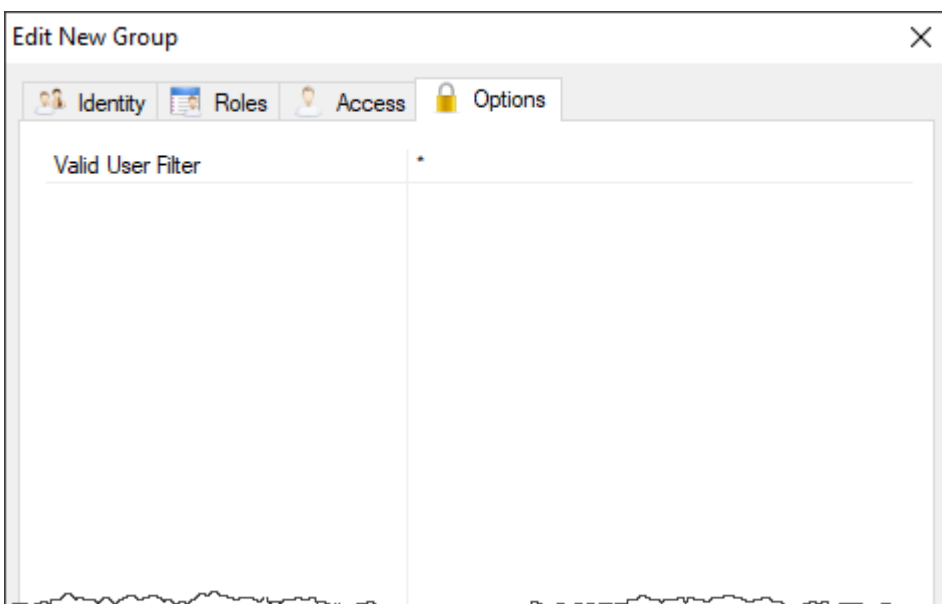 Edit New Group
Identity Roles Access Options
Valid User Filter *